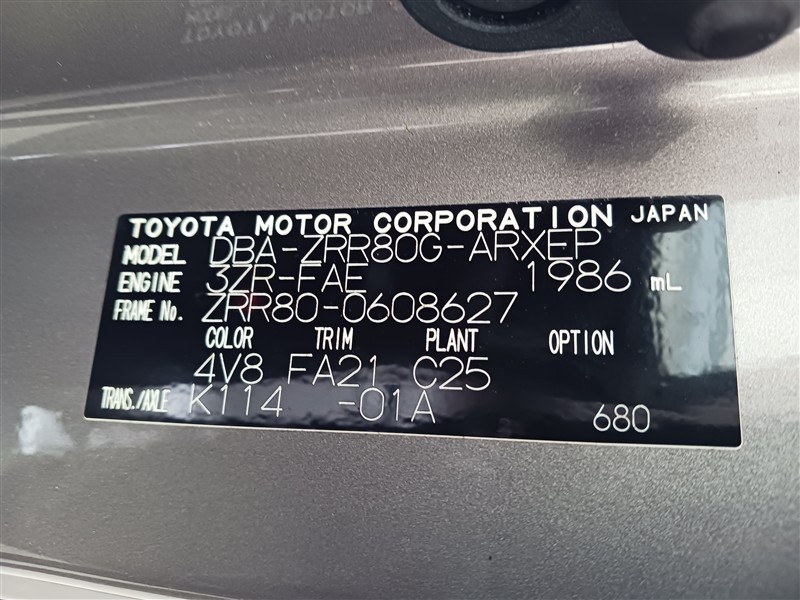 TOYOTA MOTOR CORPORATION JAPAN
MODEL DBA-ZRR80G-ARXEP
ENGINE 3ZR-FAE 1986 mL
FRAME No. ZRR80-0608627
COLOR TRIM PLANT OPTION
4V8 FA21 C25
TRANS./AXLE K114 -01A 680